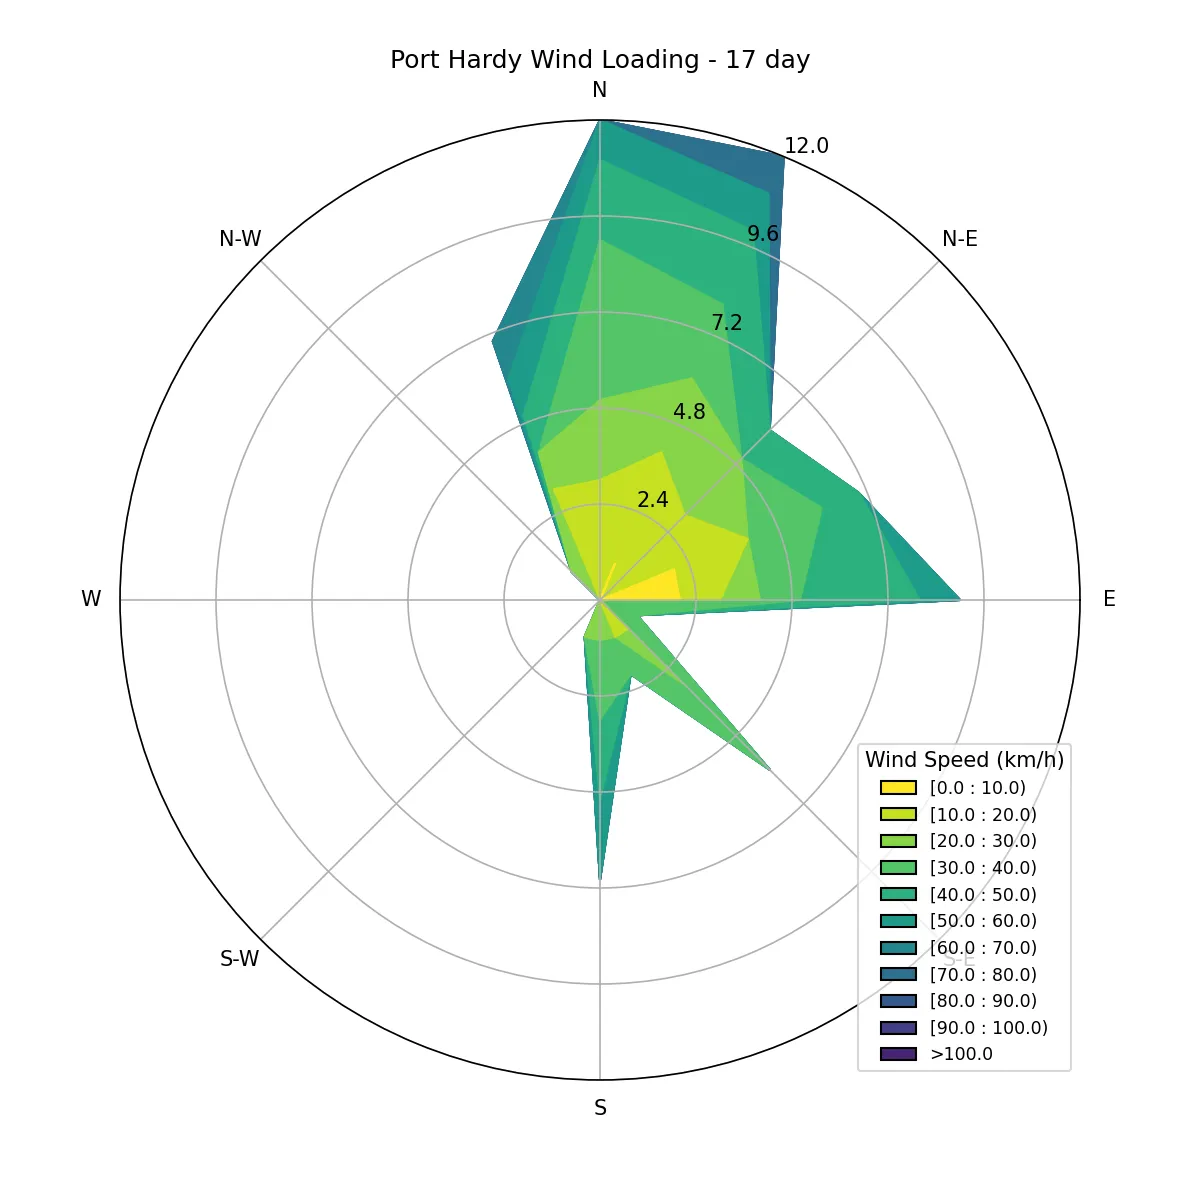 Port Hardy Wind Loading - 17 day
N
12.0
N-W
9.6
N-E
7.2
4.8
2.4
W
E
Wind Speed (km/h)
[0.0 : 10.0)
[10.0 : 20.0)
[20.0 : 30.0)
[30.0 : 40.0)
[40.0 : 50.0)
[50.0 : 60.0)
[60.0 : 70.0)
[70.0 : 80.0)
[80.0 : 90.0)
[90.0 : 100.0)
>100.0
S-W
S-E
S